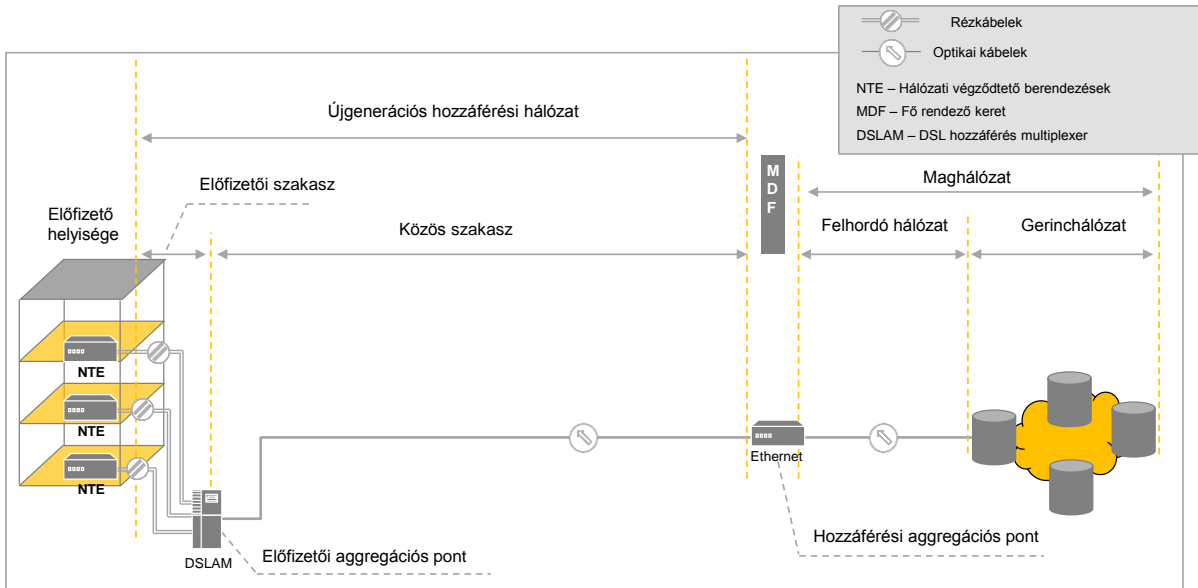 Rézkábelek
Optikai kábelek
NTE – Hálózati végződtető berendezések
MDF – Fő rendező keret
DSLAM – DSL hozzáférés multiplexer
Újgenerációs hozzáférési hálózat
M
D
F
Maghálózat
Előfizetői szakasz
Előfizető
helyisége
Közös szakasz
Felhordó hálózat
Gerinchálózat
NTE
NTE
NTE
Ethernet
DSLAM
Előfizetői aggregációs pont
Hozzáférési aggregációs pont